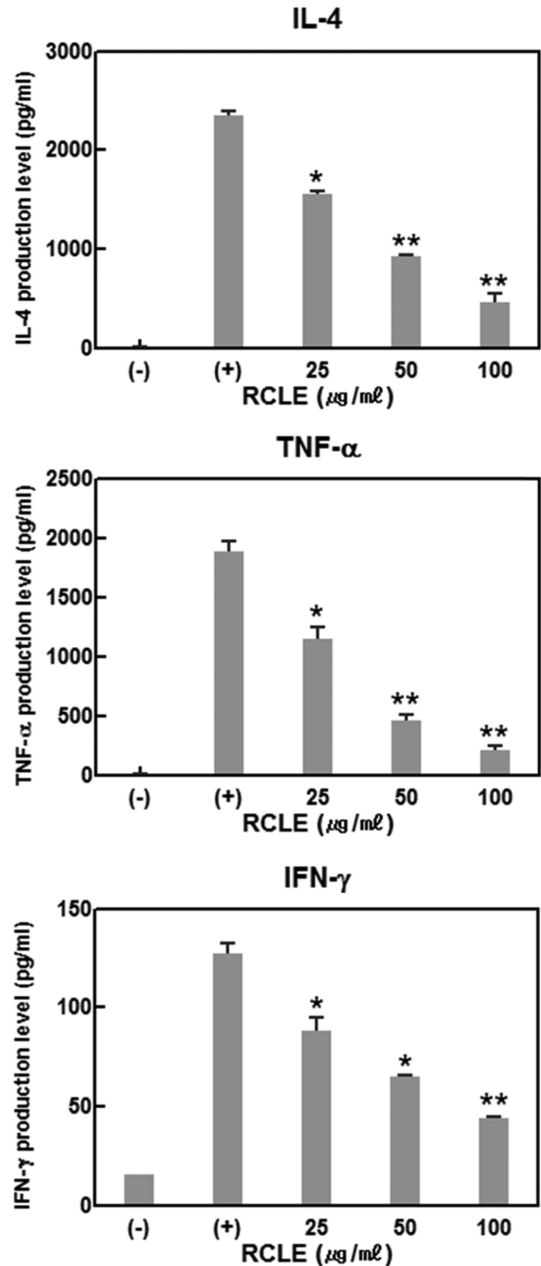 IL-4
IL-4 production level (pg/ml)
3000
2000
1000
0
*
**
**
(-) (+) 25 50 100
RCLE (㎍/㎖)
TNF-α
TNF-α production level (pg/ml)
2500
2000
1500
1000
500
0
*
**
**
(-) (+) 25 50 100
RCLE (㎍/㎖)
IFN-γ
IFN-γ production level (pg/ml)
150
100
50
0
*
*
**
(-) (+) 25 50 100
RCLE (㎍/㎖)